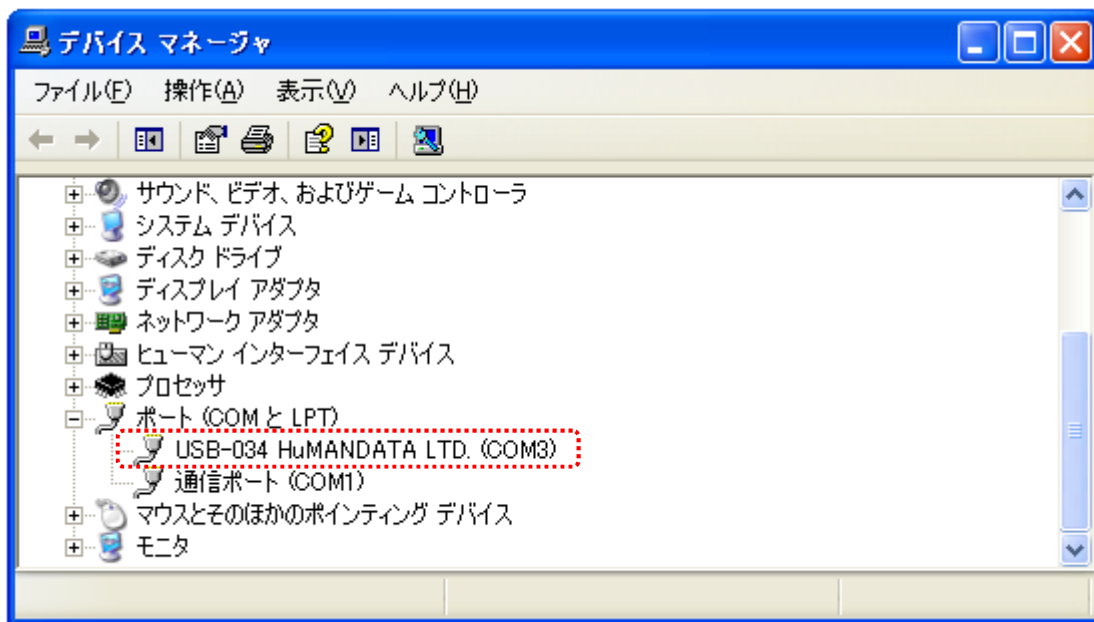 デバイス マネージャ
ファイル(F) 操作(A) 表示(V) ヘルプ(H)
サウンド、ビデオ、およびゲーム コントローラ
システム デバイス
ディスク ドライブ
ディスプレイ アダプタ
ネットワーク アダプタ
ヒューマン インターフェイス デバイス
プロセッサ
ポート (COM と LPT)
USB-034 HuMANDATA LTD. (COM3)
通信ポート (COM1)
マウスとそのほかのポインティング デバイス
モニタ